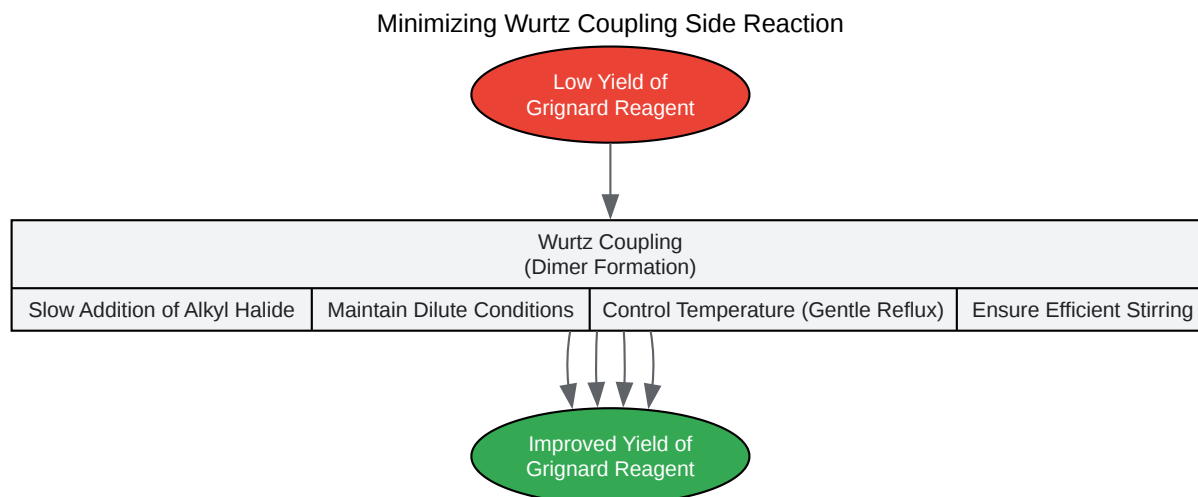 Minimizing Wurtz Coupling Side Reaction
Low Yield of
Grignard Reagent
Wurtz Coupling
(Dimer Formation)
Slow Addition of Alkyl Halide
Maintain Dilute Conditions
Control Temperature (Gentle Reflux)
Ensure Efficient Stirring
Improved Yield of
Grignard Reagent